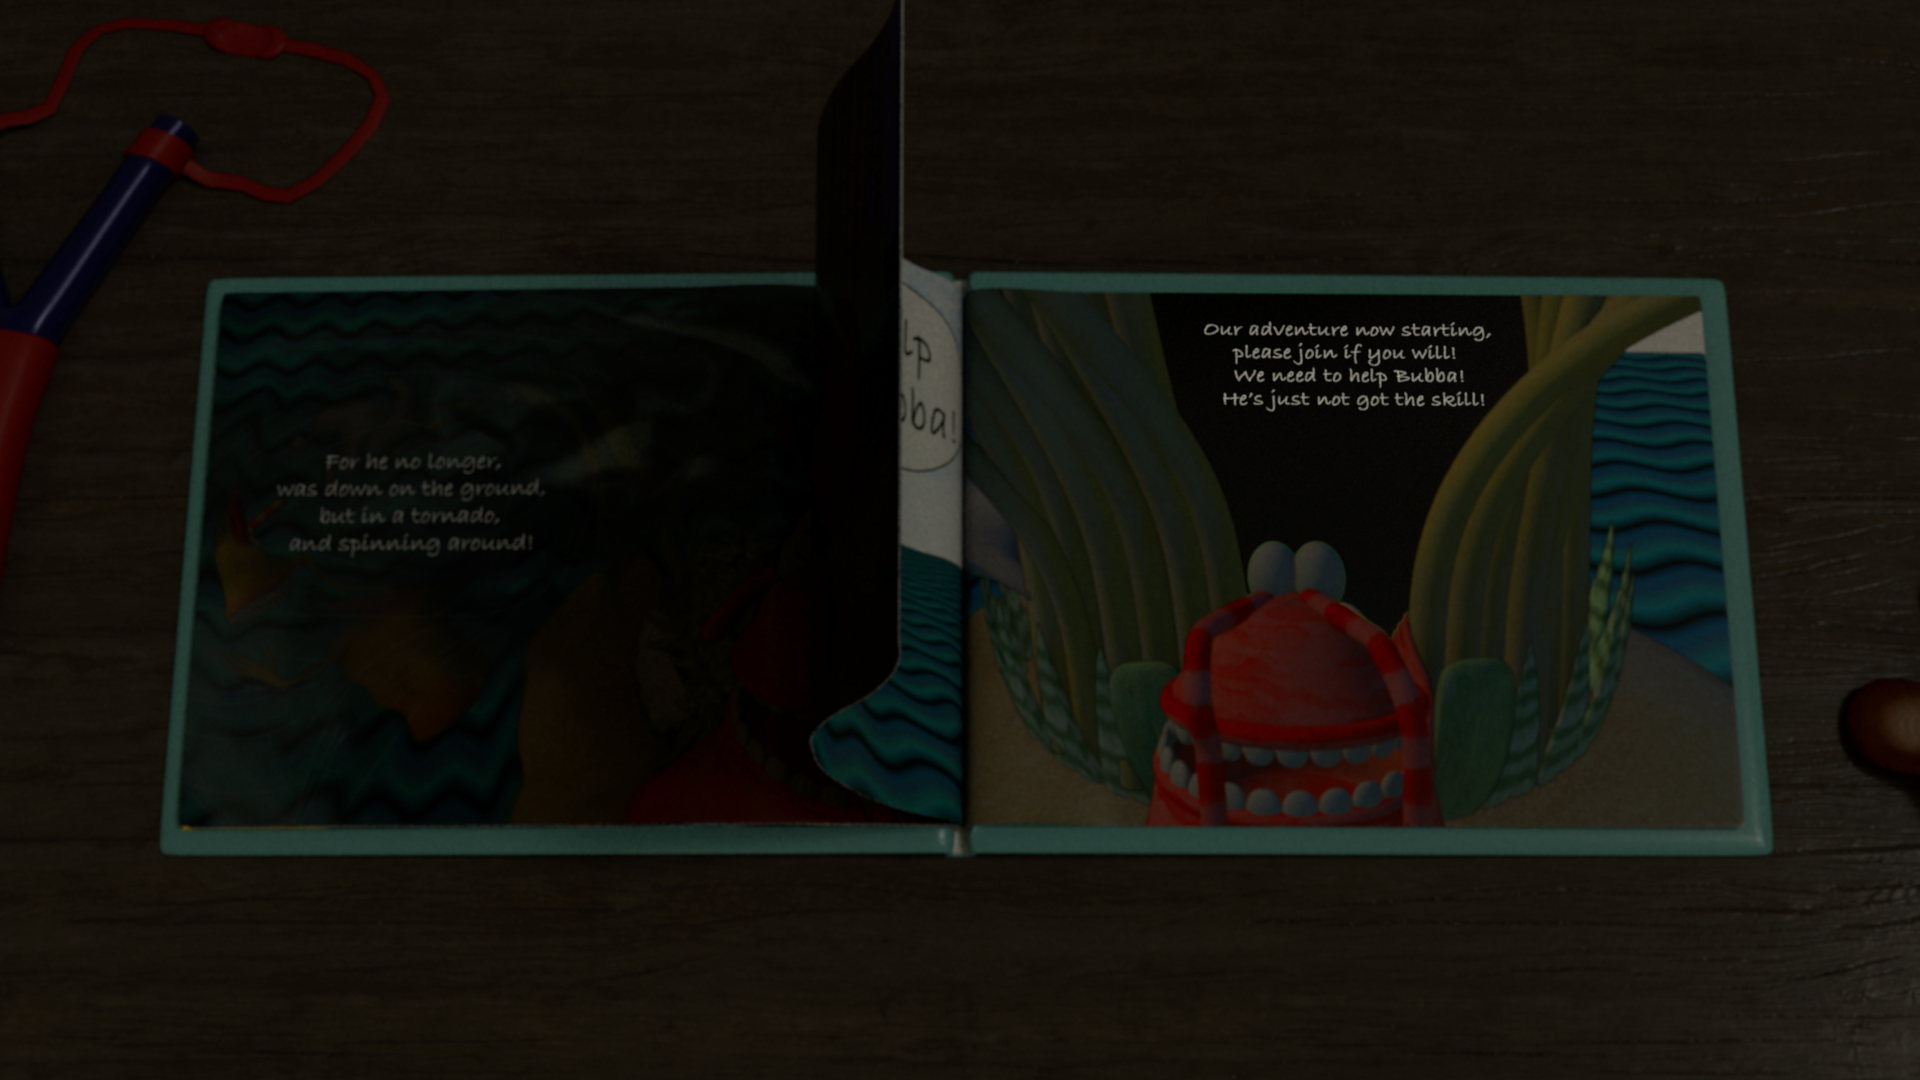 For he no longer,
was down on the ground,
but in a tornado,
and spinning around!
Our adventure now starting,
please join if you will!
We need to help Bubba!
He's just not got the skill!